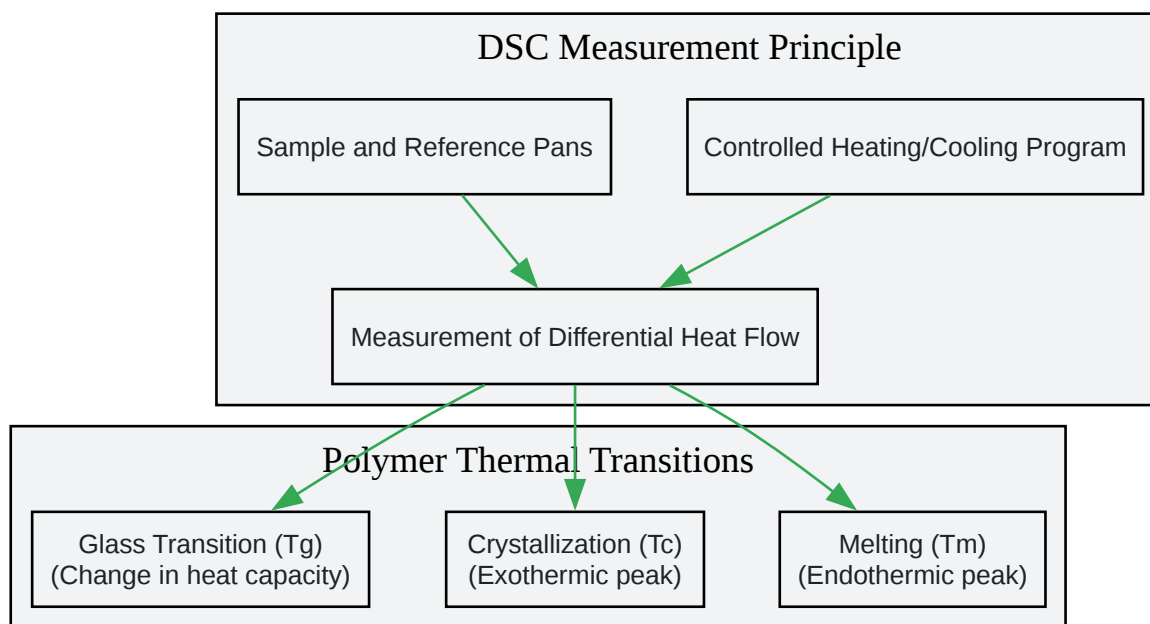 DSC Measurement Principle
Sample and Reference Pans
Controlled Heating/Cooling Program
Measurement of Differential Heat Flow
Polymer Thermal Transitions
Glass Transition (Tg)
(Change in heat capacity)
Crystallization (Tc)
(Exothermic peak)
Melting (Tm)
(Endothermic peak)